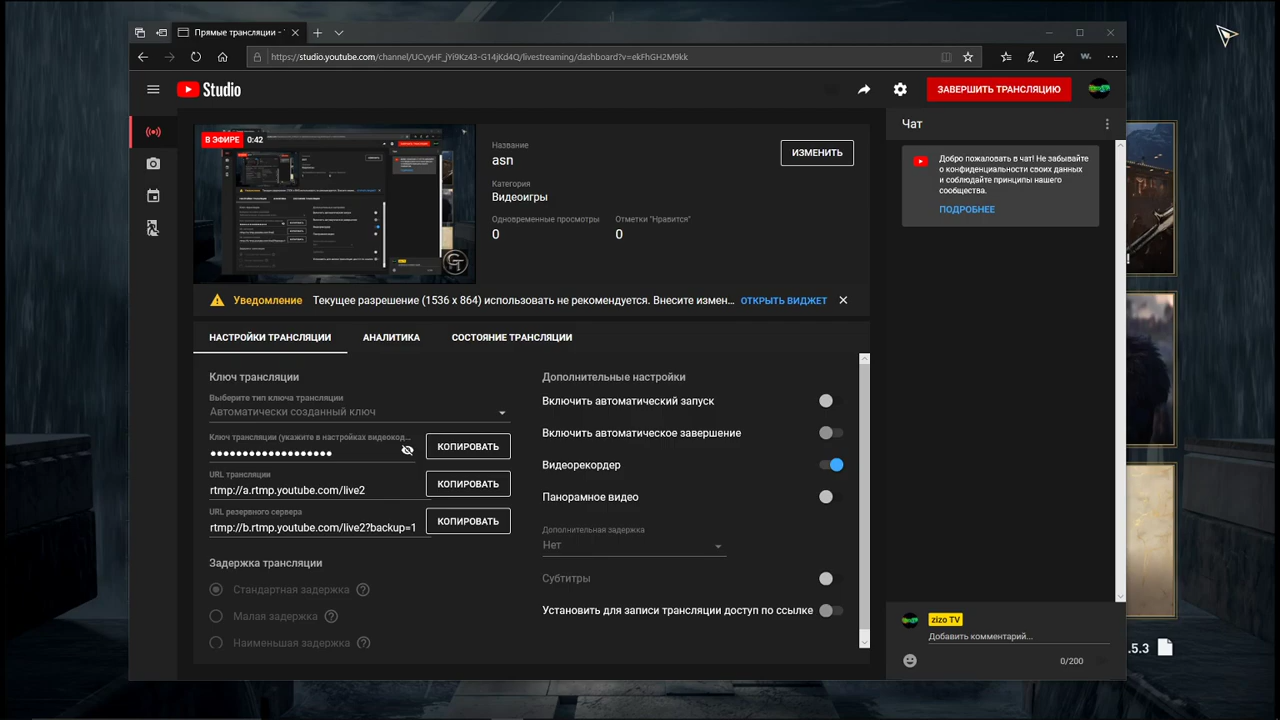 Прямые трансляции - 
https://studio.youtube.com/channel/UCvyHF_jYi9Kz43-G14jKd4Q/livestreaming/dashboard?v=ekFhGH2M9kk
Studio
ЗАВЕРШИТЬ ТРАНСЛЯЦИЮ
В ЭФИРЕ 0:42
Название
asn
ИЗМЕНИТЬ
Категория
Видеоигры
Одновременные просмотры
Отметки "Нравится"
0
0
Уведомление
Текущее разрешение (1536 x 864) использовать не рекомендуется. Внесите измен...
ОТКРЫТЬ ВИДЖЕТ
НАСТРОЙКИ ТРАНСЛЯЦИИ
АНАЛИТИКА
СОСТОЯНИЕ ТРАНСЛЯЦИИ
Ключ трансляции
Выберите тип ключа трансляции
Автоматически созданный ключ
Ключ трансляции (укажите в настройках видеокод...
КОПИРОВАТЬ
URL трансляции
rtmp://a.rtmp.youtube.com/live2
КОПИРОВАТЬ
URL резервного сервера
rtmp://b.rtmp.youtube.com/live2?backup=1
КОПИРОВАТЬ
Задержка трансляции
Стандартная задержка
Малая задержка
Наименьшая задержка
Дополнительные настройки
Включить автоматический запуск
Включить автоматическое завершение
Видеорекордер
Панорамное видео
Дополнительная задержка
Нет
Субтитры
Установить для записи трансляции доступ по ссылке
Чат
Добро пожаловать в чат! Не забывайте
о конфиденциальности своих данных
и соблюдайте принципы нашего
сообщества.
ПОДРОБНЕЕ
zizo TV
Добавить комментарий...
0/200
.5.3